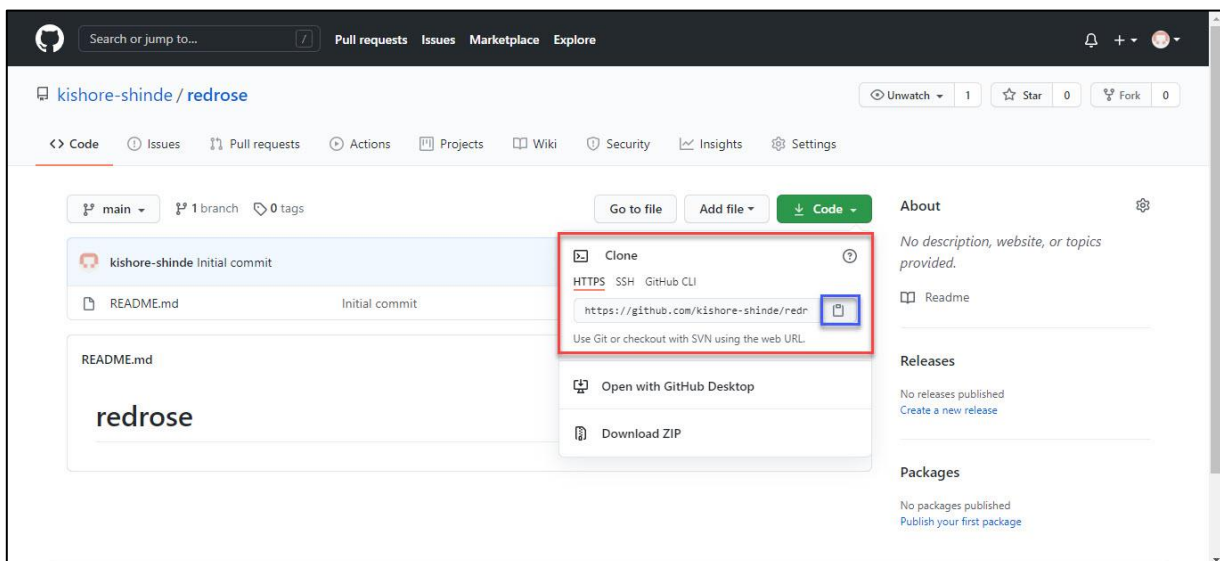 Search or jump to... / Pull requests Issues Marketplace Explore
kishore-shinde / redrose Unwatch 1 Star 0 Fork 0
<> Code Issues Pull requests Actions Projects Wiki Security Insights Settings
main 1 branch 0 tags Go to file Add file Code About
No description, website, or topics
provided.
kishore-shinde Initial commit
README.md Initial commit
Clone
HTTPS SSH GitHub CLI
https://github.com/kishore-shinde/redr
Use Git or checkout with SVN using the web URL.
Open with GitHub Desktop
Download ZIP
README.md
redrose
Readme
Releases
No releases published
Create a new release
Packages
No packages published
Publish your first package